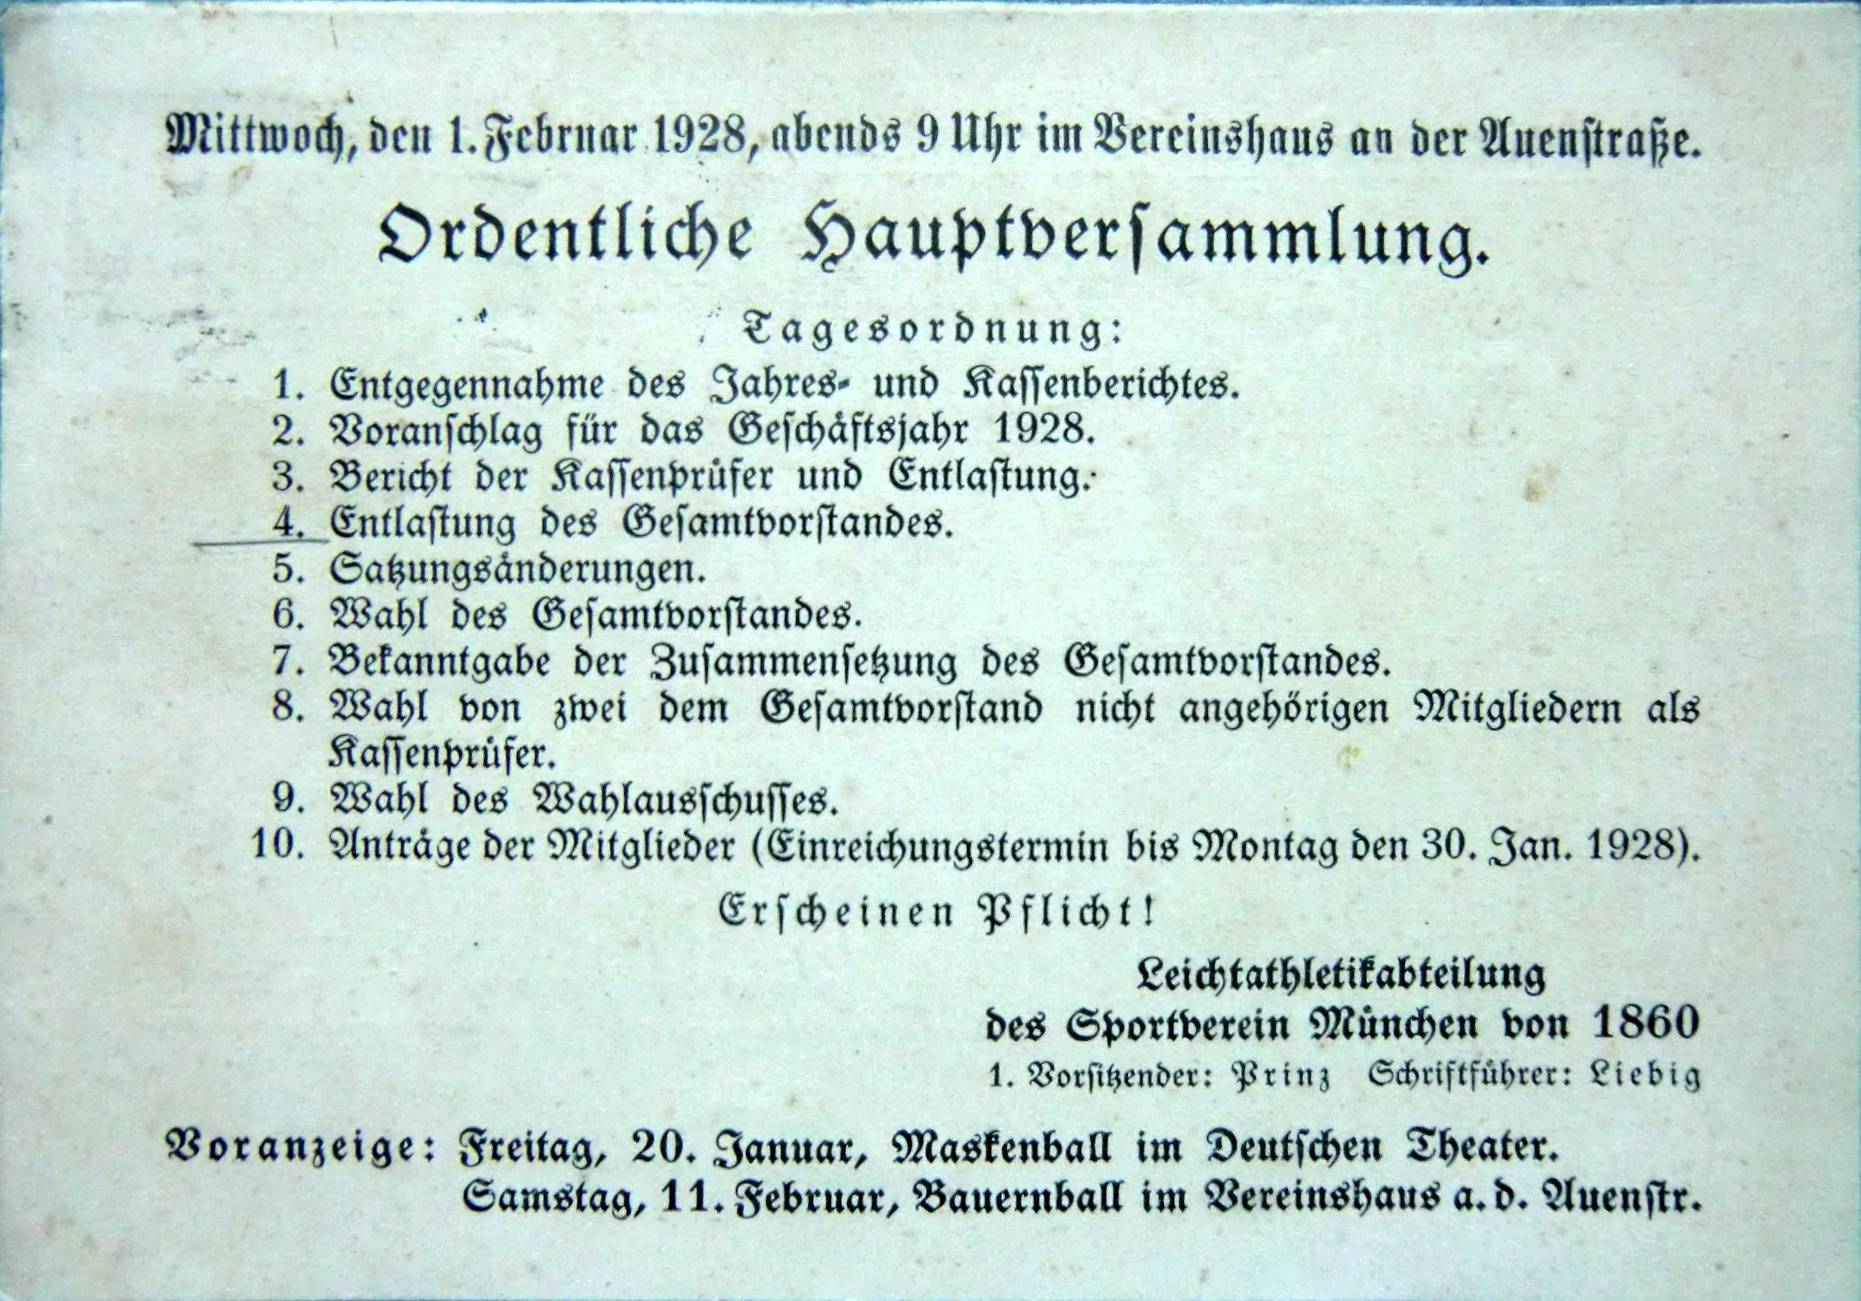 Mittwoch, den 1. Februar 1928, abends 9 Uhr im Vereinshaus an der Auenstraße.
Ordentliche Hauptversammlung.
Tagesordnung:
1. Entgegennahme des Jahres- und Kassenberichtes.
2. Voranschlag für das Geschäftsjahr 1928.
3. Bericht der Kassenprüfer und Entlastung.
4. Entlastung des Gesamtvorstandes.
5. Satzungsänderungen.
6. Wahl des Gesamtvorstandes.
7. Bekanntgabe der Zusammensetzung des Gesamtvorstandes.
8. Wahl von zwei dem Gesamtvorstand nicht angehörigen Mitgliedern als
Kassenprüfer.
9. Wahl des Wahlausschusses.
10. Anträge der Mitglieder (Einreichungstermin bis Montag den 30. Jan. 1928).
Erscheinen Pflicht!
Leichtathletikabteilung
des Sportverein München von 1860
1. Vorsitzender: Prinz Schriftführer: Liebig
Voranzeige: Freitag, 20. Januar, Maskenball im Deutschen Theater.
Samstag, 11. Februar, Bauernball im Vereinshaus a. d. Auenstr.